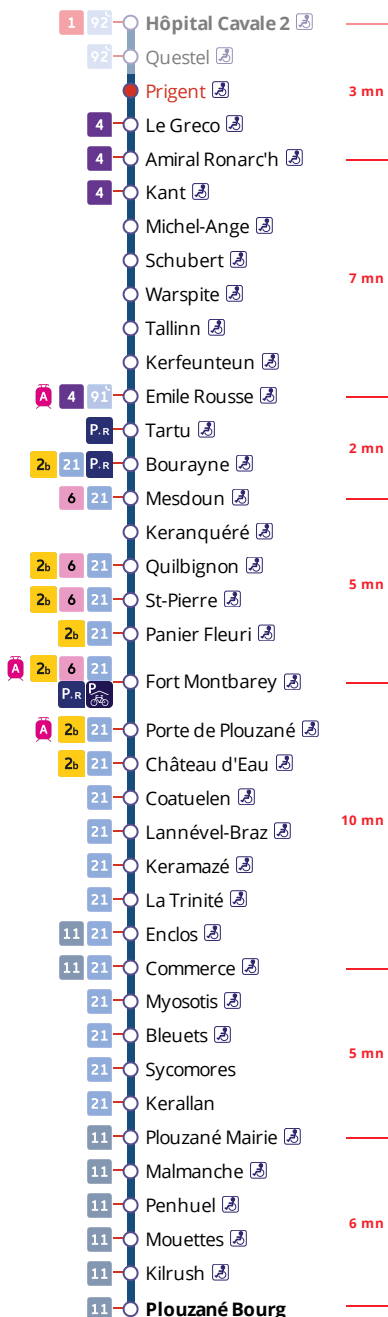 1 92 Hôpital Cavale 2
92 Questel
Prigent 3 mn
4 Le Greco
4 Amiral Ronarc'h
4 Kant
Michel-Ange
Schubert
7 mn
Warspite
Tallinn
Kerfeunteun
A 4 91 Emile Rousse
P.R Tartu
2 mn
2b 21 P.R Bourayne
6 21 Mesdoun
Keranquéré
2b 6 21 Quilbignon
5 mn
2b 6 21 St-Pierre
2b 21 Panier Fleuri
A 2b 6 21
P.R P Fort Montbarey
A 2b 21 Porte de Plouzané
2b 21 Château d'Eau
21 Coatuelen
10 mn
21 Lannével-Braz
21 Keramazé
21 La Trinité
11 21 Enclos
11 21 Commerce
21 Myosotis
21 Bleuets
5 mn
21 Sycomores
21 Kerallan
11 Plouzané Mairie
11 Malmanche
11 Penhuel
6 mn
11 Mouettes
11 Kilrush
11 Plouzané Bourg